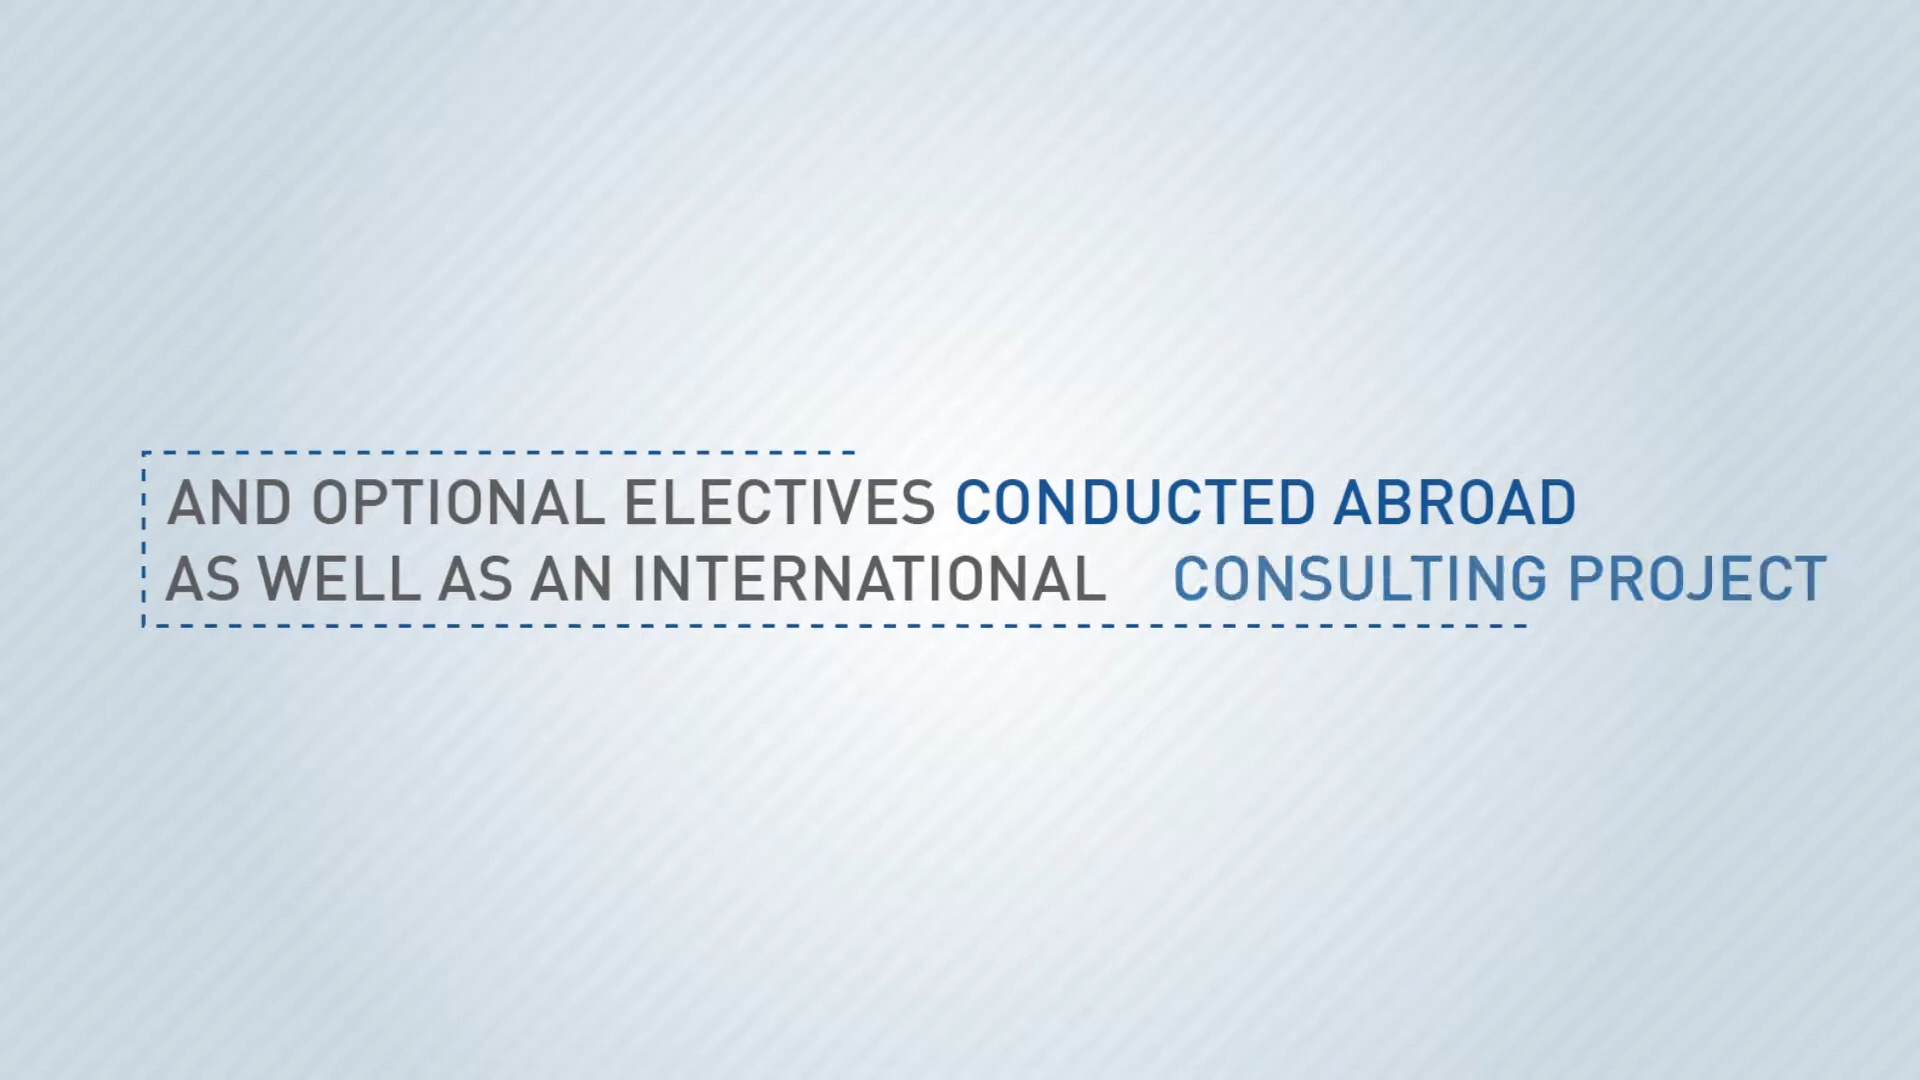 AND OPTIONAL ELECTIVES CONDUCTED ABROAD
AS WELL AS AN INTERNATIONAL CONSULTING PROJECT